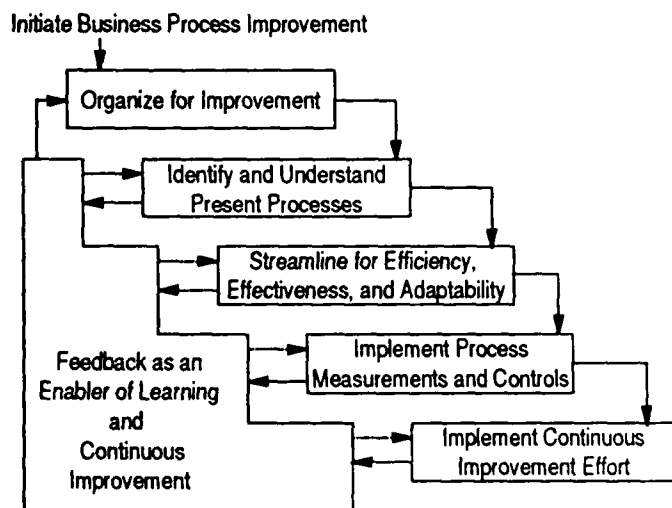 Initiate Business Process Improvement
Organize for Improvement
Identify and Understand
Present Processes
Streamline for Efficiency,
Effectiveness, and Adaptability
Implement Process
Measurements and Controls
Implement Continuous
Improvement Effort
Feedback as an
Enabler of Learning
and
Continuous
Improvement